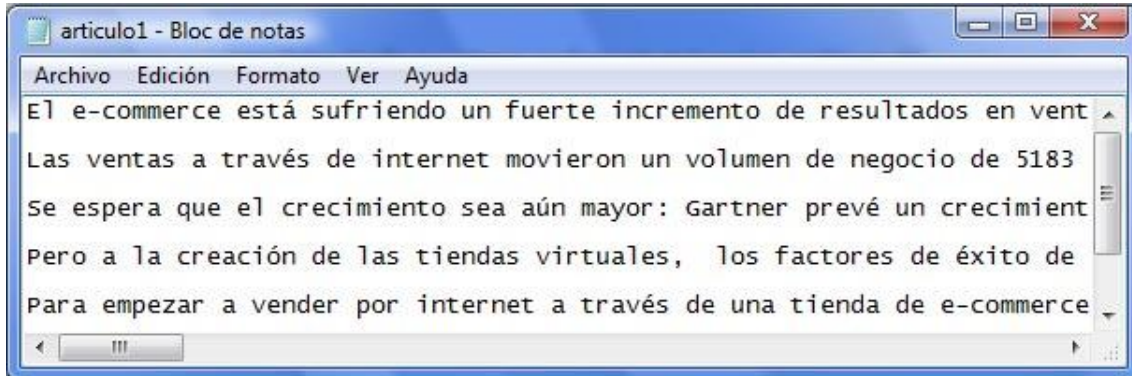 articulo1 - Bloc de notas
Archivo Edición Formato Ver Ayuda
El e-commerce está sufriendo un fuerte incremento de resultados en vent
Las ventas a través de internet movieron un volumen de negocio de 5183
Se espera que el crecimiento sea aún mayor: Gartner prevé un crecimient
Pero a la creación de las tiendas virtuales,  los factores de éxito de
Para empezar a vender por internet a través de una tienda de e-commerce